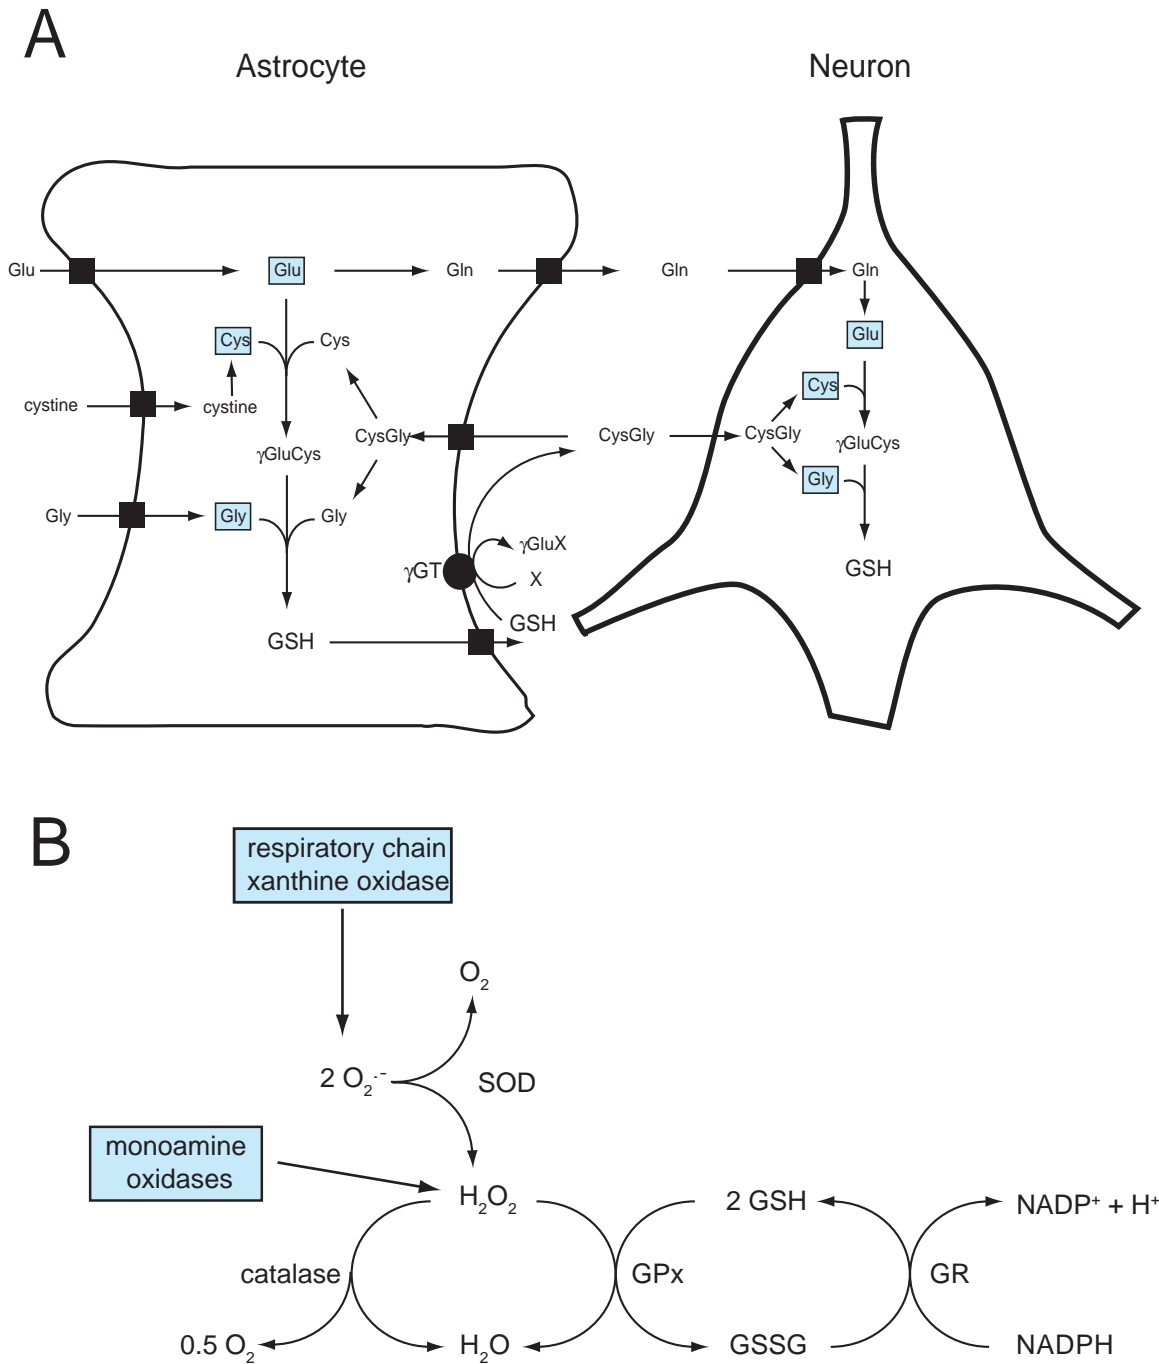 A
Astrocyte
Neuron
Glu
Glu
Gln
Gln
Gln
Glu
Cys
Cys
cystine
cystine
CysGly
CysGly
CysGly
Cys
γGluCys
γGluCys
Gly
Gly
Gly
Gly
γGT
γGluX
X
GSH
GSH
GSH
B
respiratory chain
xanthine oxidase
O₂
2 O₂·⁻
SOD
monoamine
oxidases
H₂O₂
2 GSH
NADP⁺ + H⁺
catalase
GPx
GR
0.5 O₂
H₂O
GSSG
NADPH